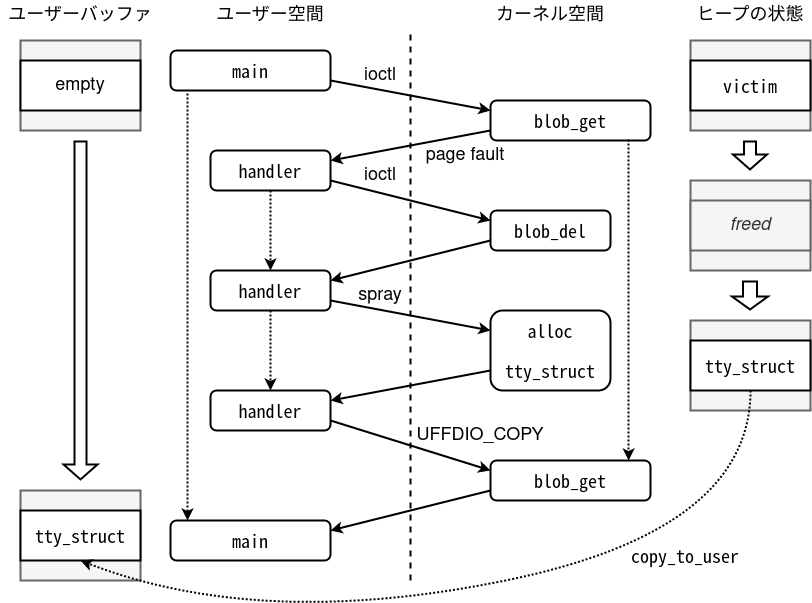 ユーザーバッファ
ユーザー空間
カーネル空間
ヒープの状態
empty
main
ioctl
victim
blob_get
page fault
handler
ioctl
blob_del
freed
handler
spray
alloc
tty_struct
tty_struct
handler
UFFDIO_COPY
blob_get
tty_struct
main
copy_to_user